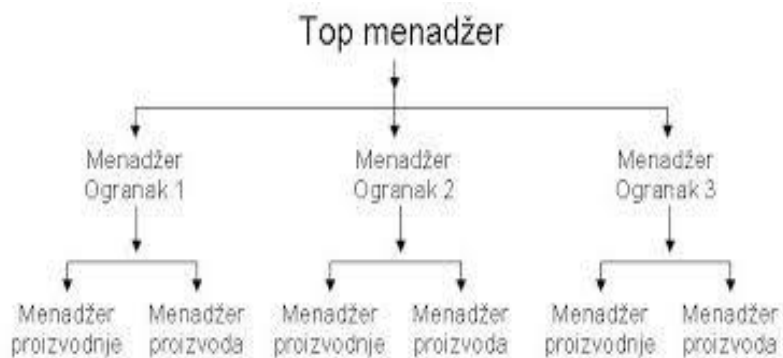 Top menadžer
Menadžer
Ogranak 1
Menadžer
Ogranak 2
Menadžer
Ogranak 3
Menadžer
proizvodnje
Menadžer
proizvoda
Menadžer
proizvodnje
Menadžer
proizvoda
Menadžer
proizvodnje
Menadžer
proizvoda